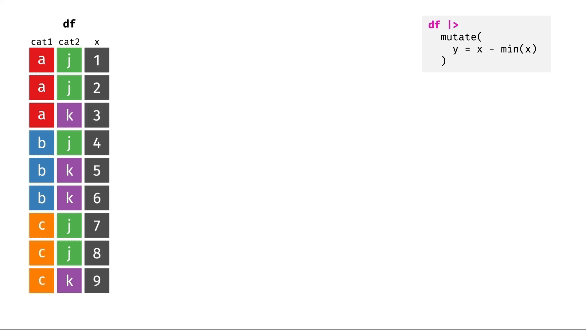 df
cat1 cat2 x
a j 1
a j 2
a k 3
b j 4
b k 5
b k 6
c j 7
c j 8
c k 9
df |>
  mutate(
    y = x - min(x)
  )